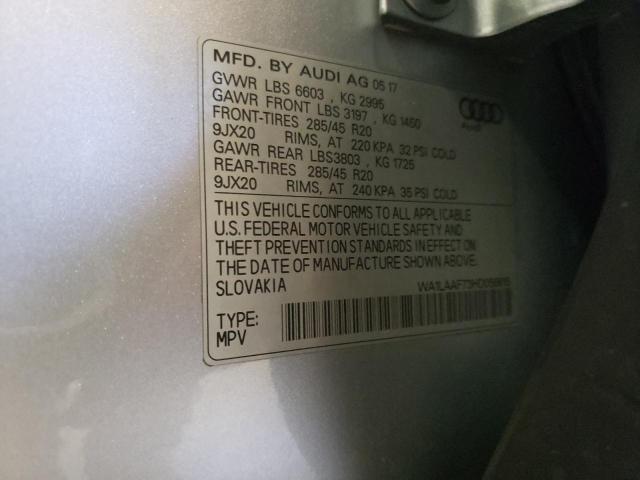 MFD. BY AUDI AG 05 17
GVWR LBS 6603 , KG 2995
GAWR FRONT LBS 3197 , KG 1450
FRONT-TIRES 285/45 R20
9JX20 RIMS, AT 220 KPA 32 PSI COLD
GAWR REAR LBS3803 , KG 1725
REAR-TIRES 285/45 R20
9JX20 RIMS, AT 240 KPA 35 PSI COLD
Audi
THIS VEHICLE CONFORMS TO ALL APPLICABLE
U.S. FEDERAL MOTOR VEHICLE SAFETY AND
THEFT PREVENTION STANDARDS IN EFFECT ON
THE DATE OF MANUFACTURE SHOWN ABOVE.
SLOVAKIA
TYPE:
MPV